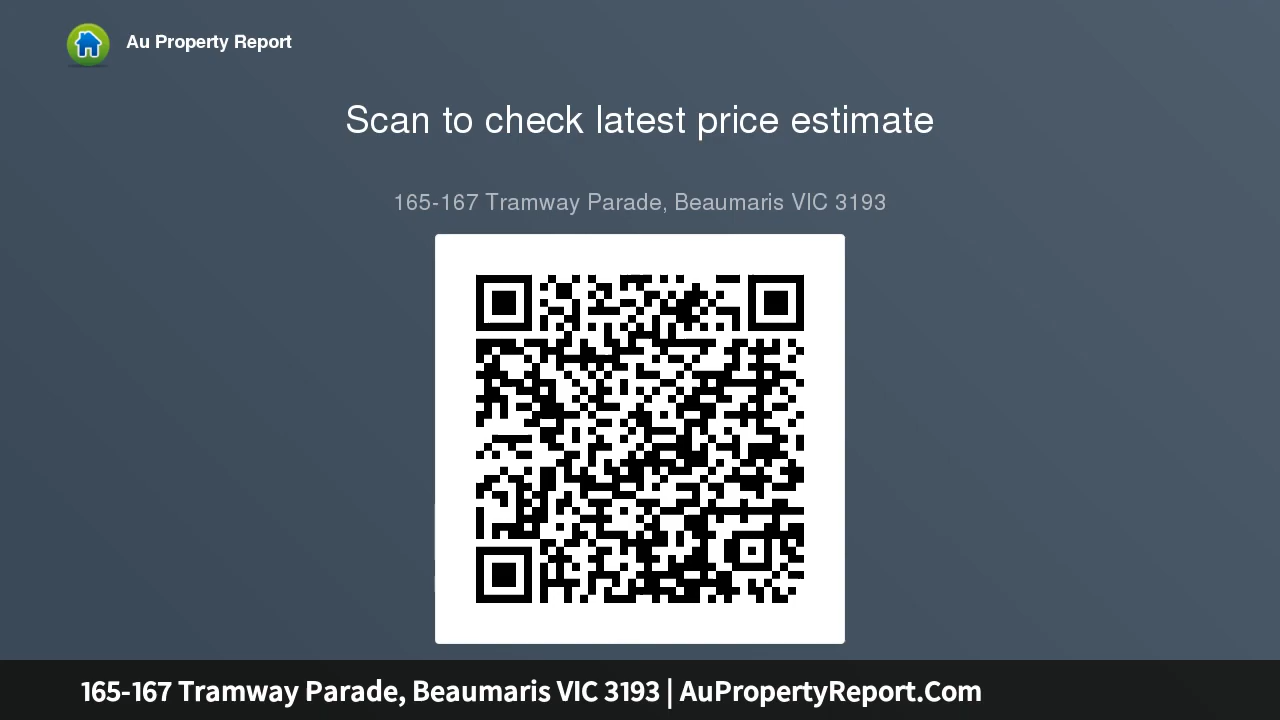 Au Property Report
Scan to check latest price estimate
165-167 Tramway Parade, Beaumaris VIC 3193
165-167 Tramway Parade, Beaumaris VIC 3193 | AuPropertyReport.Com